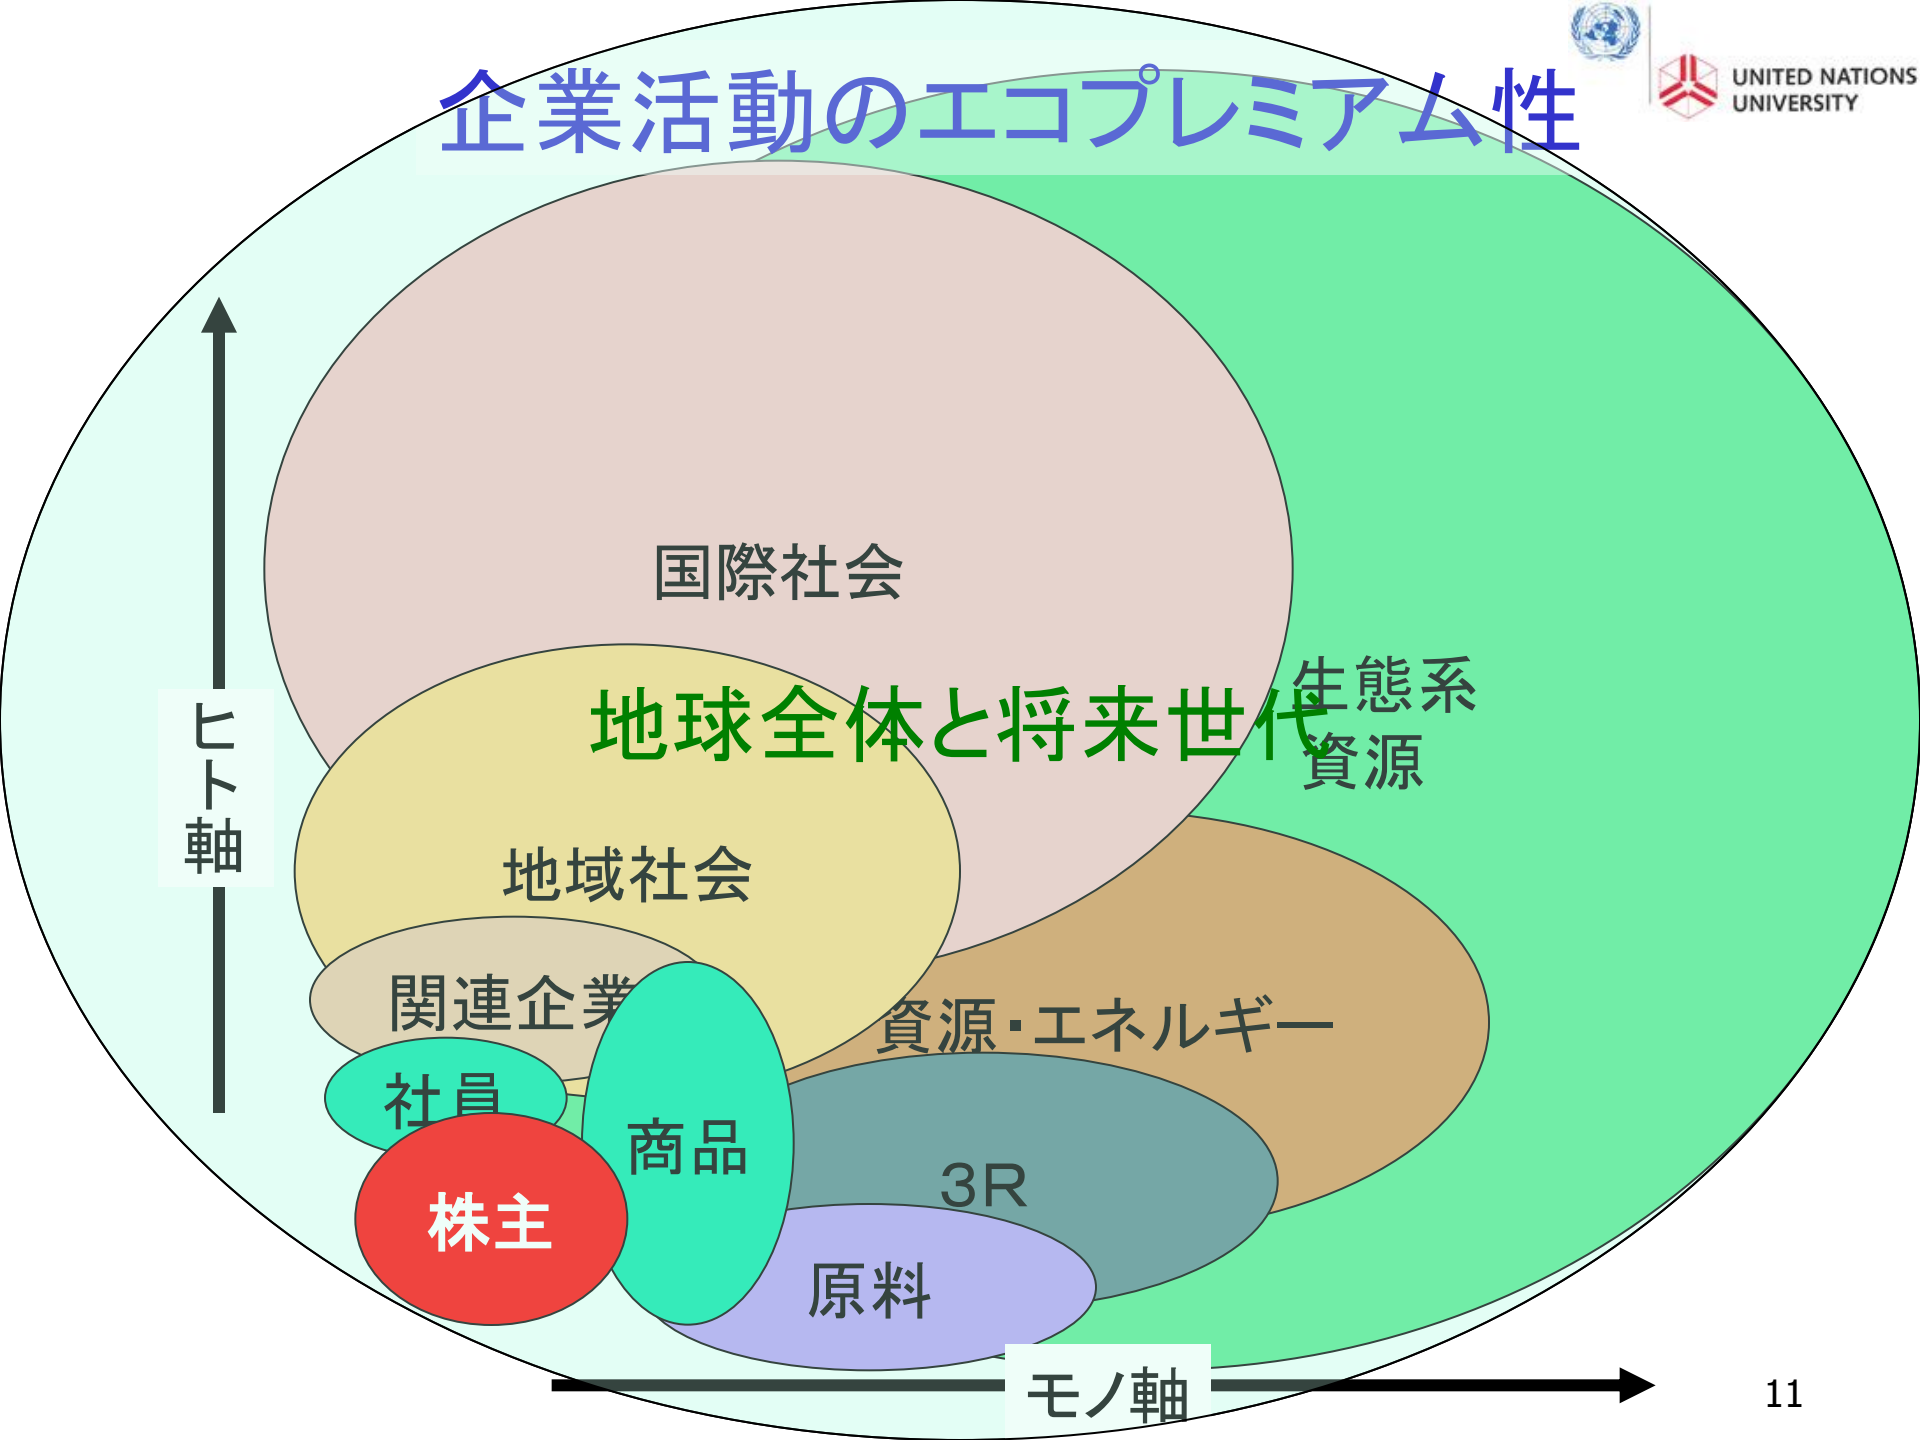 企業活動のエコプレミアム性
UNITED NATIONS
UNIVERSITY
国際社会
生態系
資源
地球全体と将来世代
ヒト軸
地域社会
関連企業
資源・エネルギー
社員
商品
3R
株主
原料
モノ軸
11